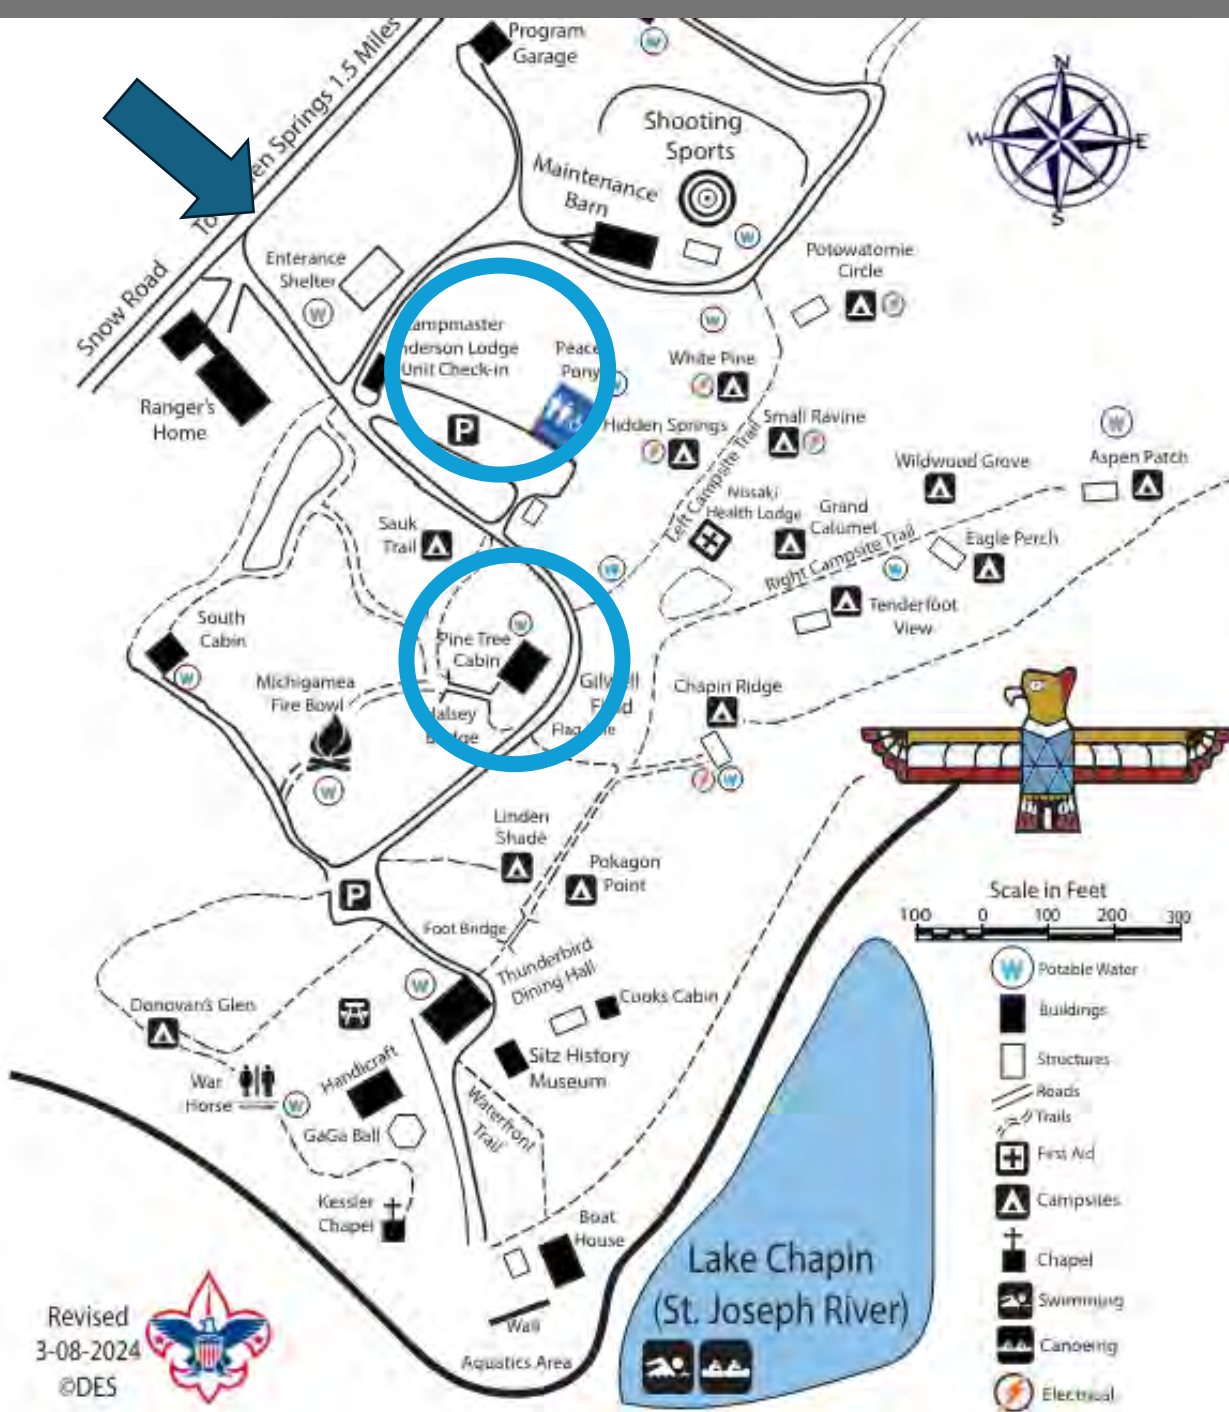 Program
Garage
Miles
Springs 1.5
To
Snow Road
N
W
E
S
Shooting
Sports
Maintenance
Barn
Potowatomie
Circle
Enterance
Shelter
W
Lodge
Unit Check-in
Peace
Pony
White Pine
Hidden Springs
Small Ravine
Left Campsite Trail
Ranger's
Home
P
Wildwood Grove
Aspen Patch
W
Sauk
Trail
Nissaki
Health Lodge
Grand
Calumet
Right Campsite Trail
Eagle Perch
Tenderfoot
View
South
Cabin
W
Pine Tree
Cabin
W
Michigamea
Fire Bowl
W
Chapin Ridge
W
Linden
Shade
Pokagon
Point
P
Foot Bridge
Thunderbird
Dining Hall
W
Cooks Cabin
Donovan's Glen
Sitz History
Museum
War
Horse
W
Handicraft
GaGa Ball
Waterfront
Trail
Kessler
Chapel
Boat
House
Wall
Aquatics Area
Lake Chapin
(St. Joseph River)
Scale in Feet
100 0 100 200 300
W Potable Water
Buildings
Structures
Roads
Trails
First Aid
Campsites
Chapel
Swimming
Canoeing
Electrical
Revised
3-08-2024
©DES